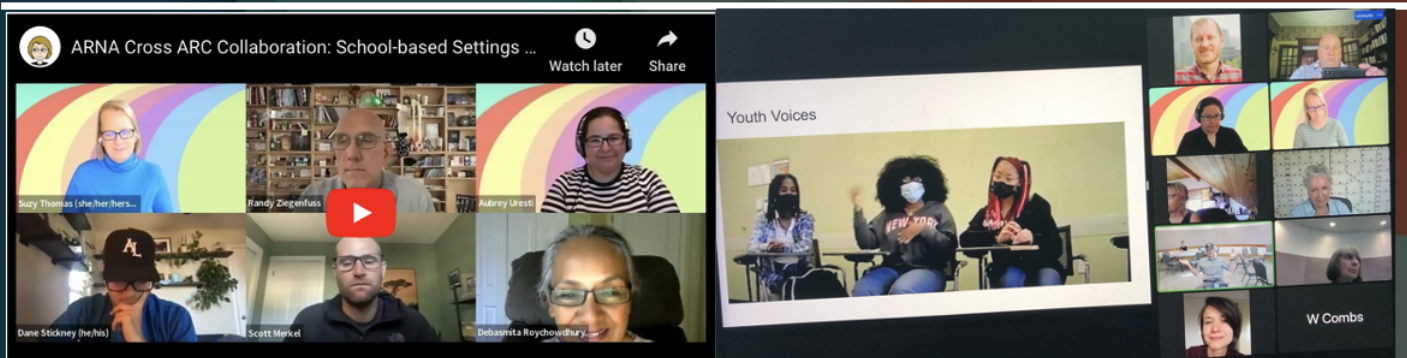 ARNA Cross ARC Collaboration: School-based Settings ...
Watch later
Share
Suzy Thomas (she/her/hers...
Randy Ziegenfuss
Aubrey Uresti
AL
Dane Stickney (he/his)
Scott Merkel
Debasmita Roychowdhury
Youth Voices
NEW YORK
W Combs